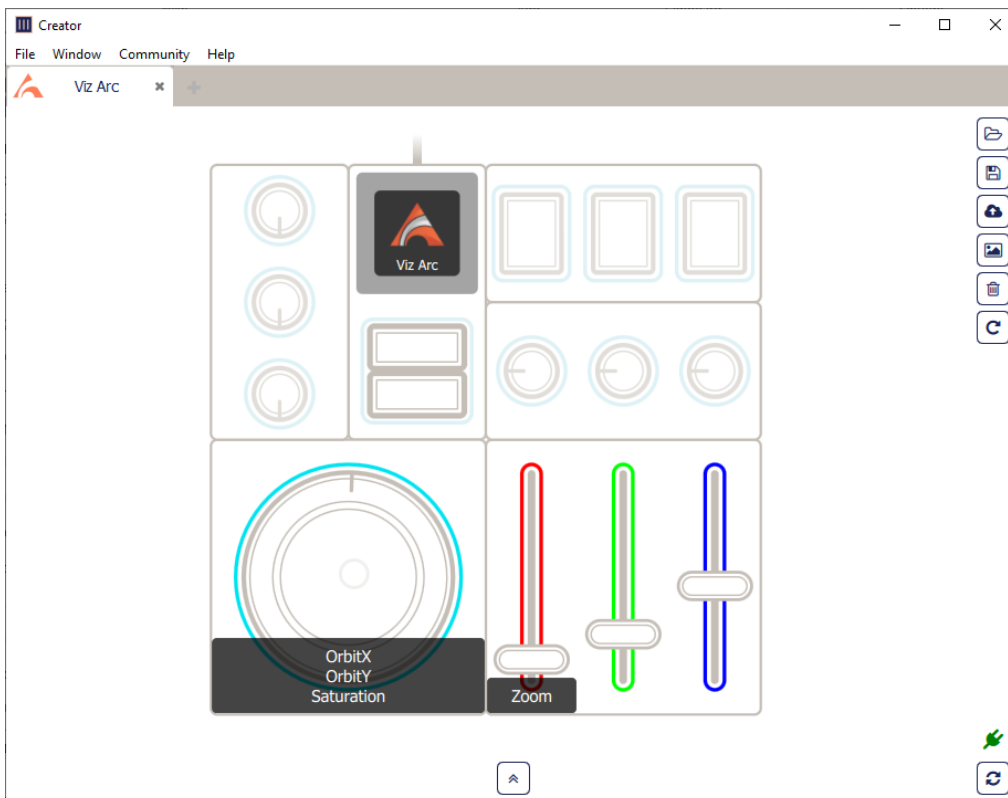 Creator
File Window Community Help
Viz Arc
Viz Arc
OrbitX
OrbitY
Saturation
Zoom